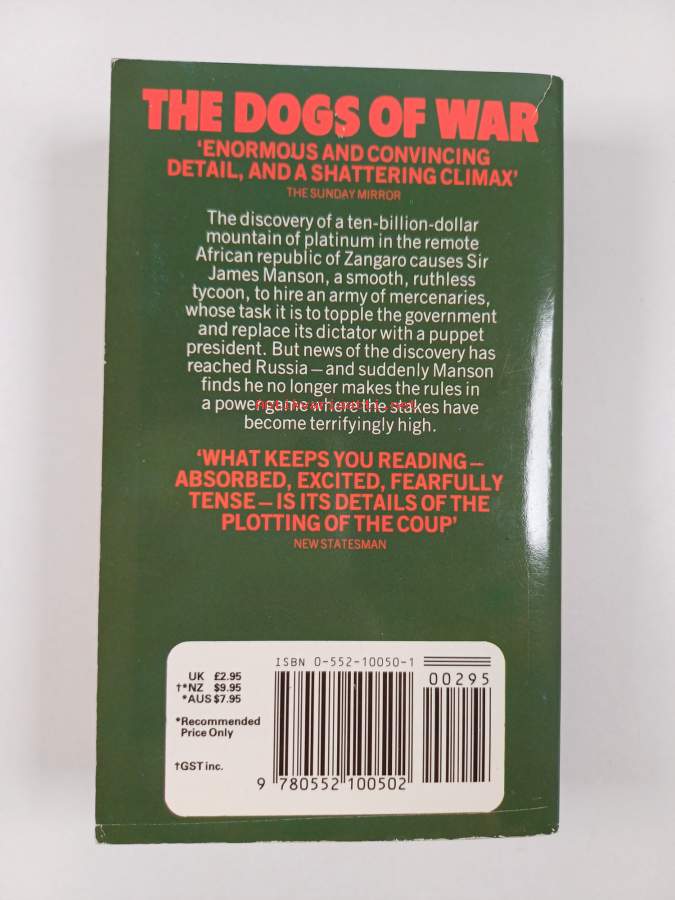 THE DOGS OF WAR
‘ENORMOUS AND CONVINCING
DETAIL, AND A SHATTERING CLIMAX’
THE SUNDAY MIRROR
The discovery of a ten-billion-dollar
mountain of platinum in the remote
African republic of Zangaro causes Sir
James Manson, a smooth, ruthless
tycoon, to hire an army of mercenaries,
whose task it is to topple the government
and replace its dictator with a puppet
president. But news of the discovery has
reached Russia – and suddenly Manson
finds he no longer makes the rules in
a power game where the stakes have
become terrifyingly high.
‘WHAT KEEPS YOU READING –
ABSORBED, EXCITED, FEARFULLY
TENSE – IS ITS DETAILS OF THE
PLOTTING OF THE COUP’
NEW STATESMAN
ISBN 0-552-10050-1
00295
UK £2.95
†*NZ $9.95
*AUS $7.95
*Recommended
Price Only
†GST inc.
9 780552 100502